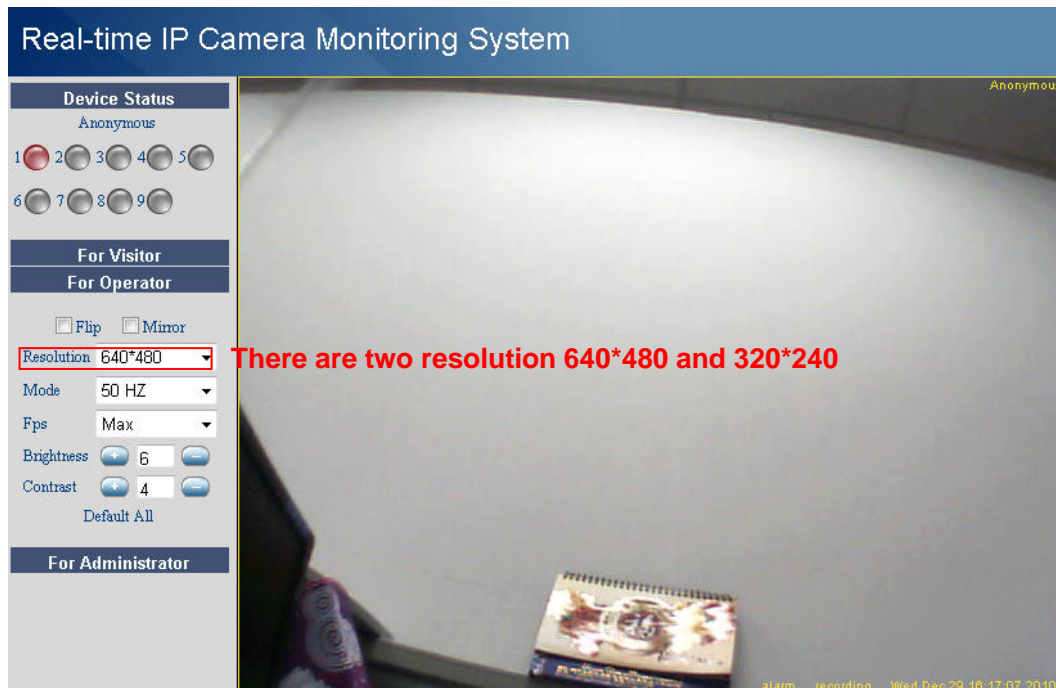 Real-time IP Camera Monitoring System
Device Status
Anonymous
Anonymous
1 2 3 4 5
6 7 8 9
For Visitor
For Operator
Flip Mirror
Resolution 640*480
There are two resolution 640*480 and 320*240
Mode 50 HZ
Fps Max
Brightness + 6 -
Contrast + 4 -
Default All
For Administrator
alarm recording Wed Dec 29 16:17:07 2010